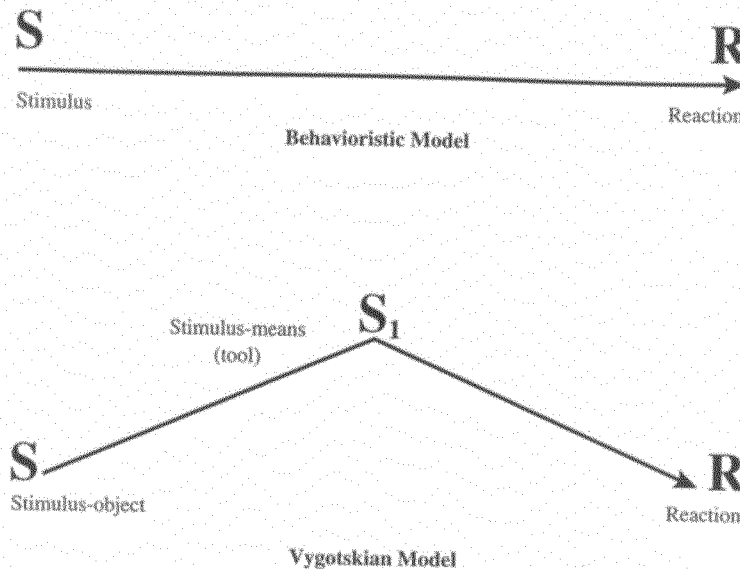 S
R
Stimulus
Reaction
Behavioristic Model
S1
Stimulus-means
(tool)
S
R
Stimulus-object
Reaction
Vygotskian Model